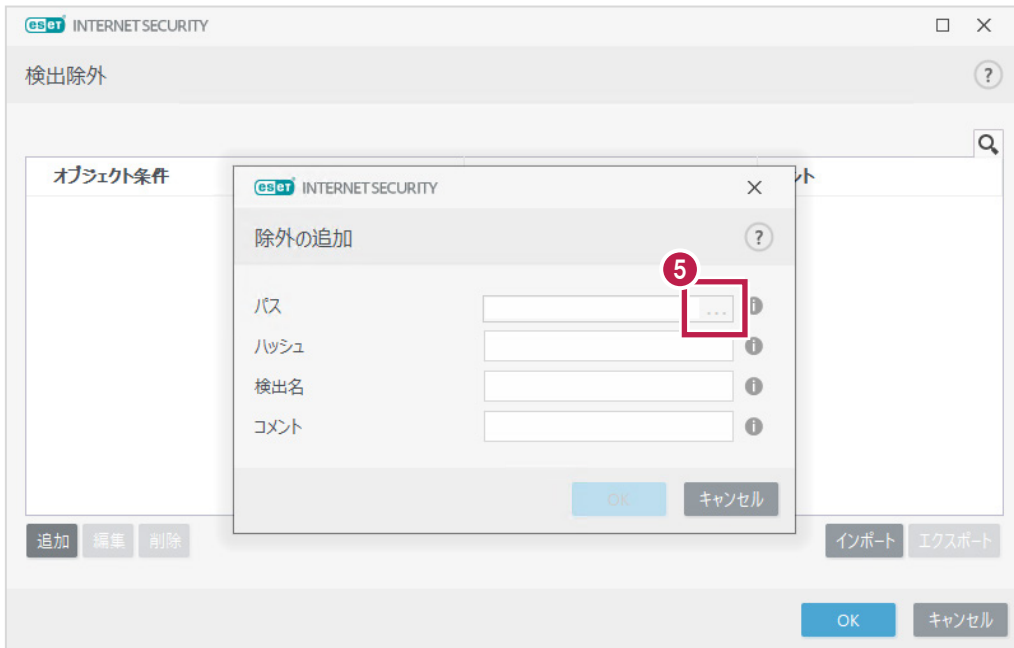 eset INTERNET SECURITY
検出除外
?
オブジェクト条件
ント
eset INTERNET SECURITY
除外の追加
?
5
パス
...
i
ハッシュ
i
検出名
i
コメント
i
OK キャンセル
追加 編集 削除 インポート エクスポート
OK キャンセル